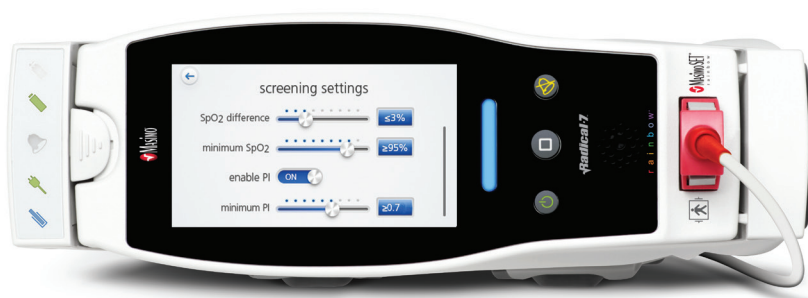 screening settings
SpO2 difference
≤3%
minimum SpO2
≥95%
enable PI
ON
minimum PI
≥0.7
Masimo
Radical-7
rainbow
Masimo SET
RAINBOW